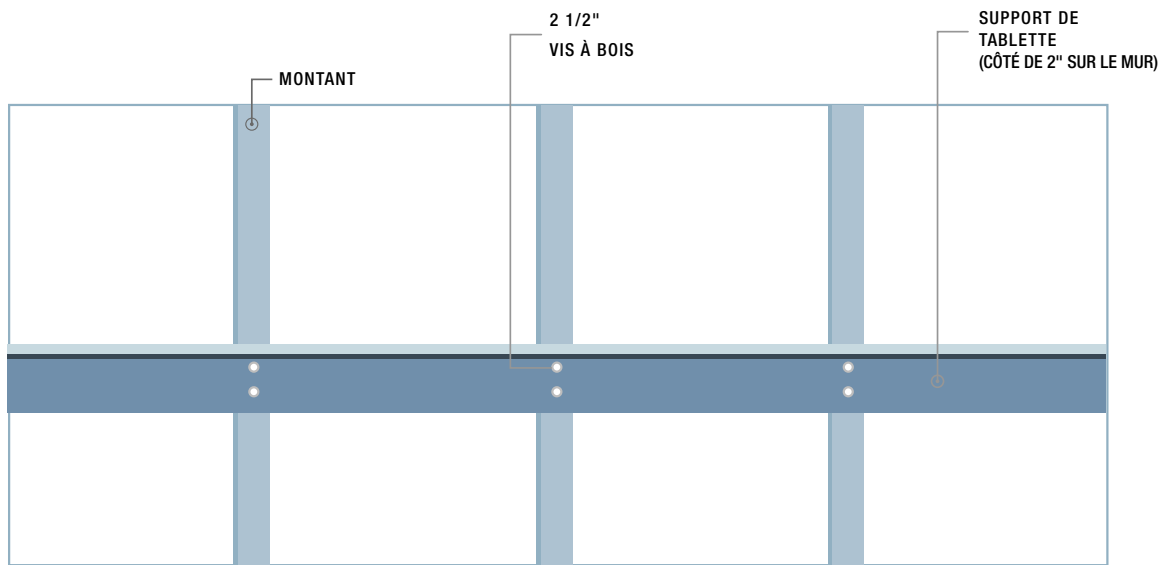 2 1/2"
VIS À BOIS
SUPPORT DE
TABLETTE
(CÔTÉ DE 2" SUR LE MUR)
MONTANT